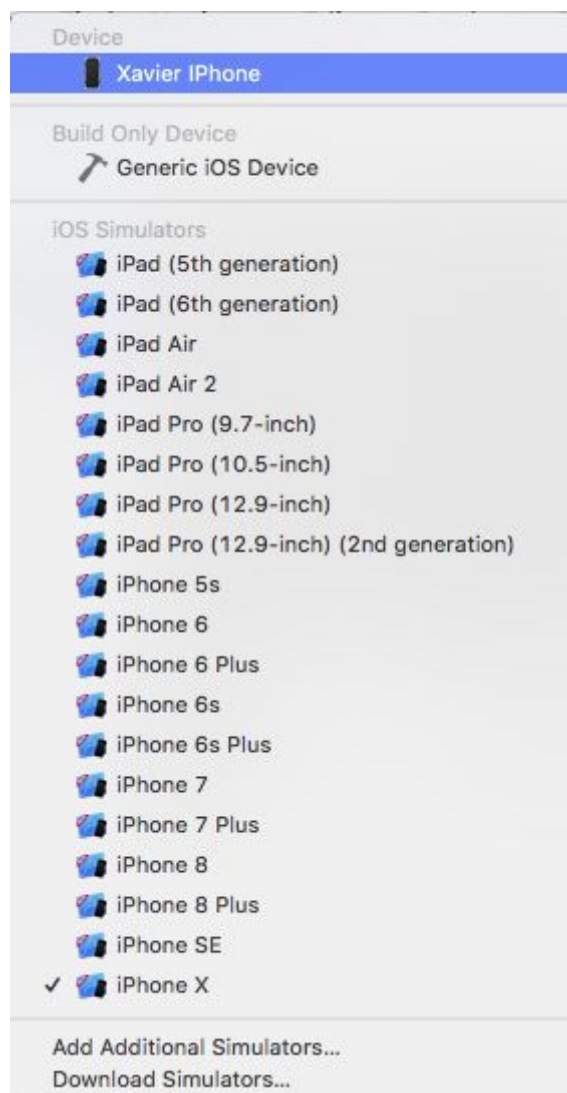 Device
Xavier IPhone
Build Only Device
Generic iOS Device
iOS Simulators
iPad (5th generation)
iPad (6th generation)
iPad Air
iPad Air 2
iPad Pro (9.7-inch)
iPad Pro (10.5-inch)
iPad Pro (12.9-inch)
iPad Pro (12.9-inch) (2nd generation)
iPhone 5s
iPhone 6
iPhone 6 Plus
iPhone 6s
iPhone 6s Plus
iPhone 7
iPhone 7 Plus
iPhone 8
iPhone 8 Plus
iPhone SE
✓ iPhone X
Add Additional Simulators...
Download Simulators...